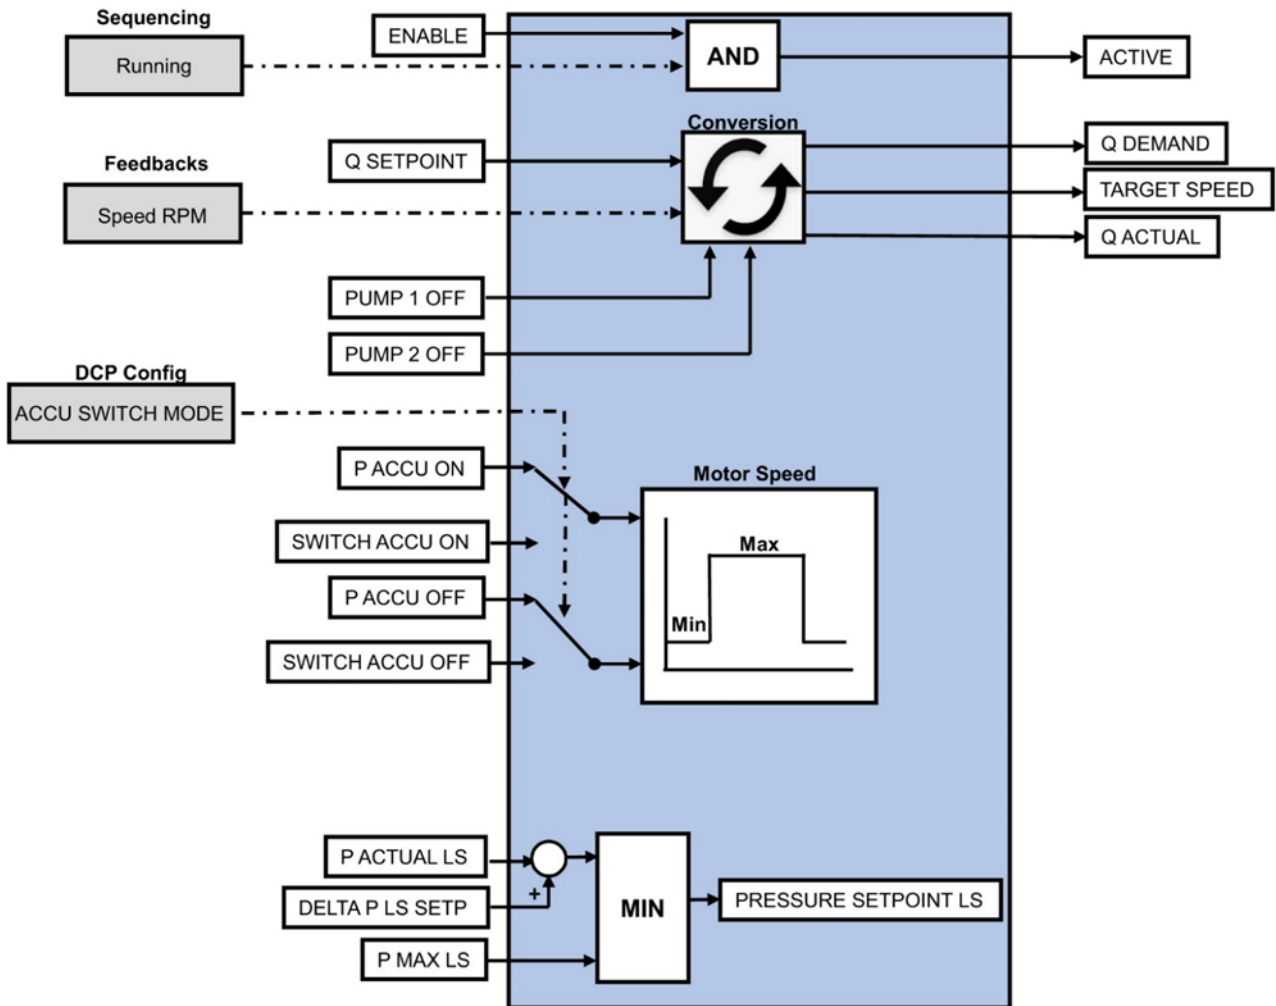 Sequencing
Running
ENABLE
AND
ACTIVE
Conversion
Feedbacks
Speed RPM
Q SETPOINT
Q DEMAND
TARGET SPEED
Q ACTUAL
PUMP 1 OFF
PUMP 2 OFF
DCP Config
ACCU SWITCH MODE
P ACCU ON
SWITCH ACCU ON
P ACCU OFF
SWITCH ACCU OFF
Motor Speed
Max
Min
P ACTUAL LS
DELTA P LS SETP
+
P MAX LS
MIN
PRESSURE SETPOINT LS